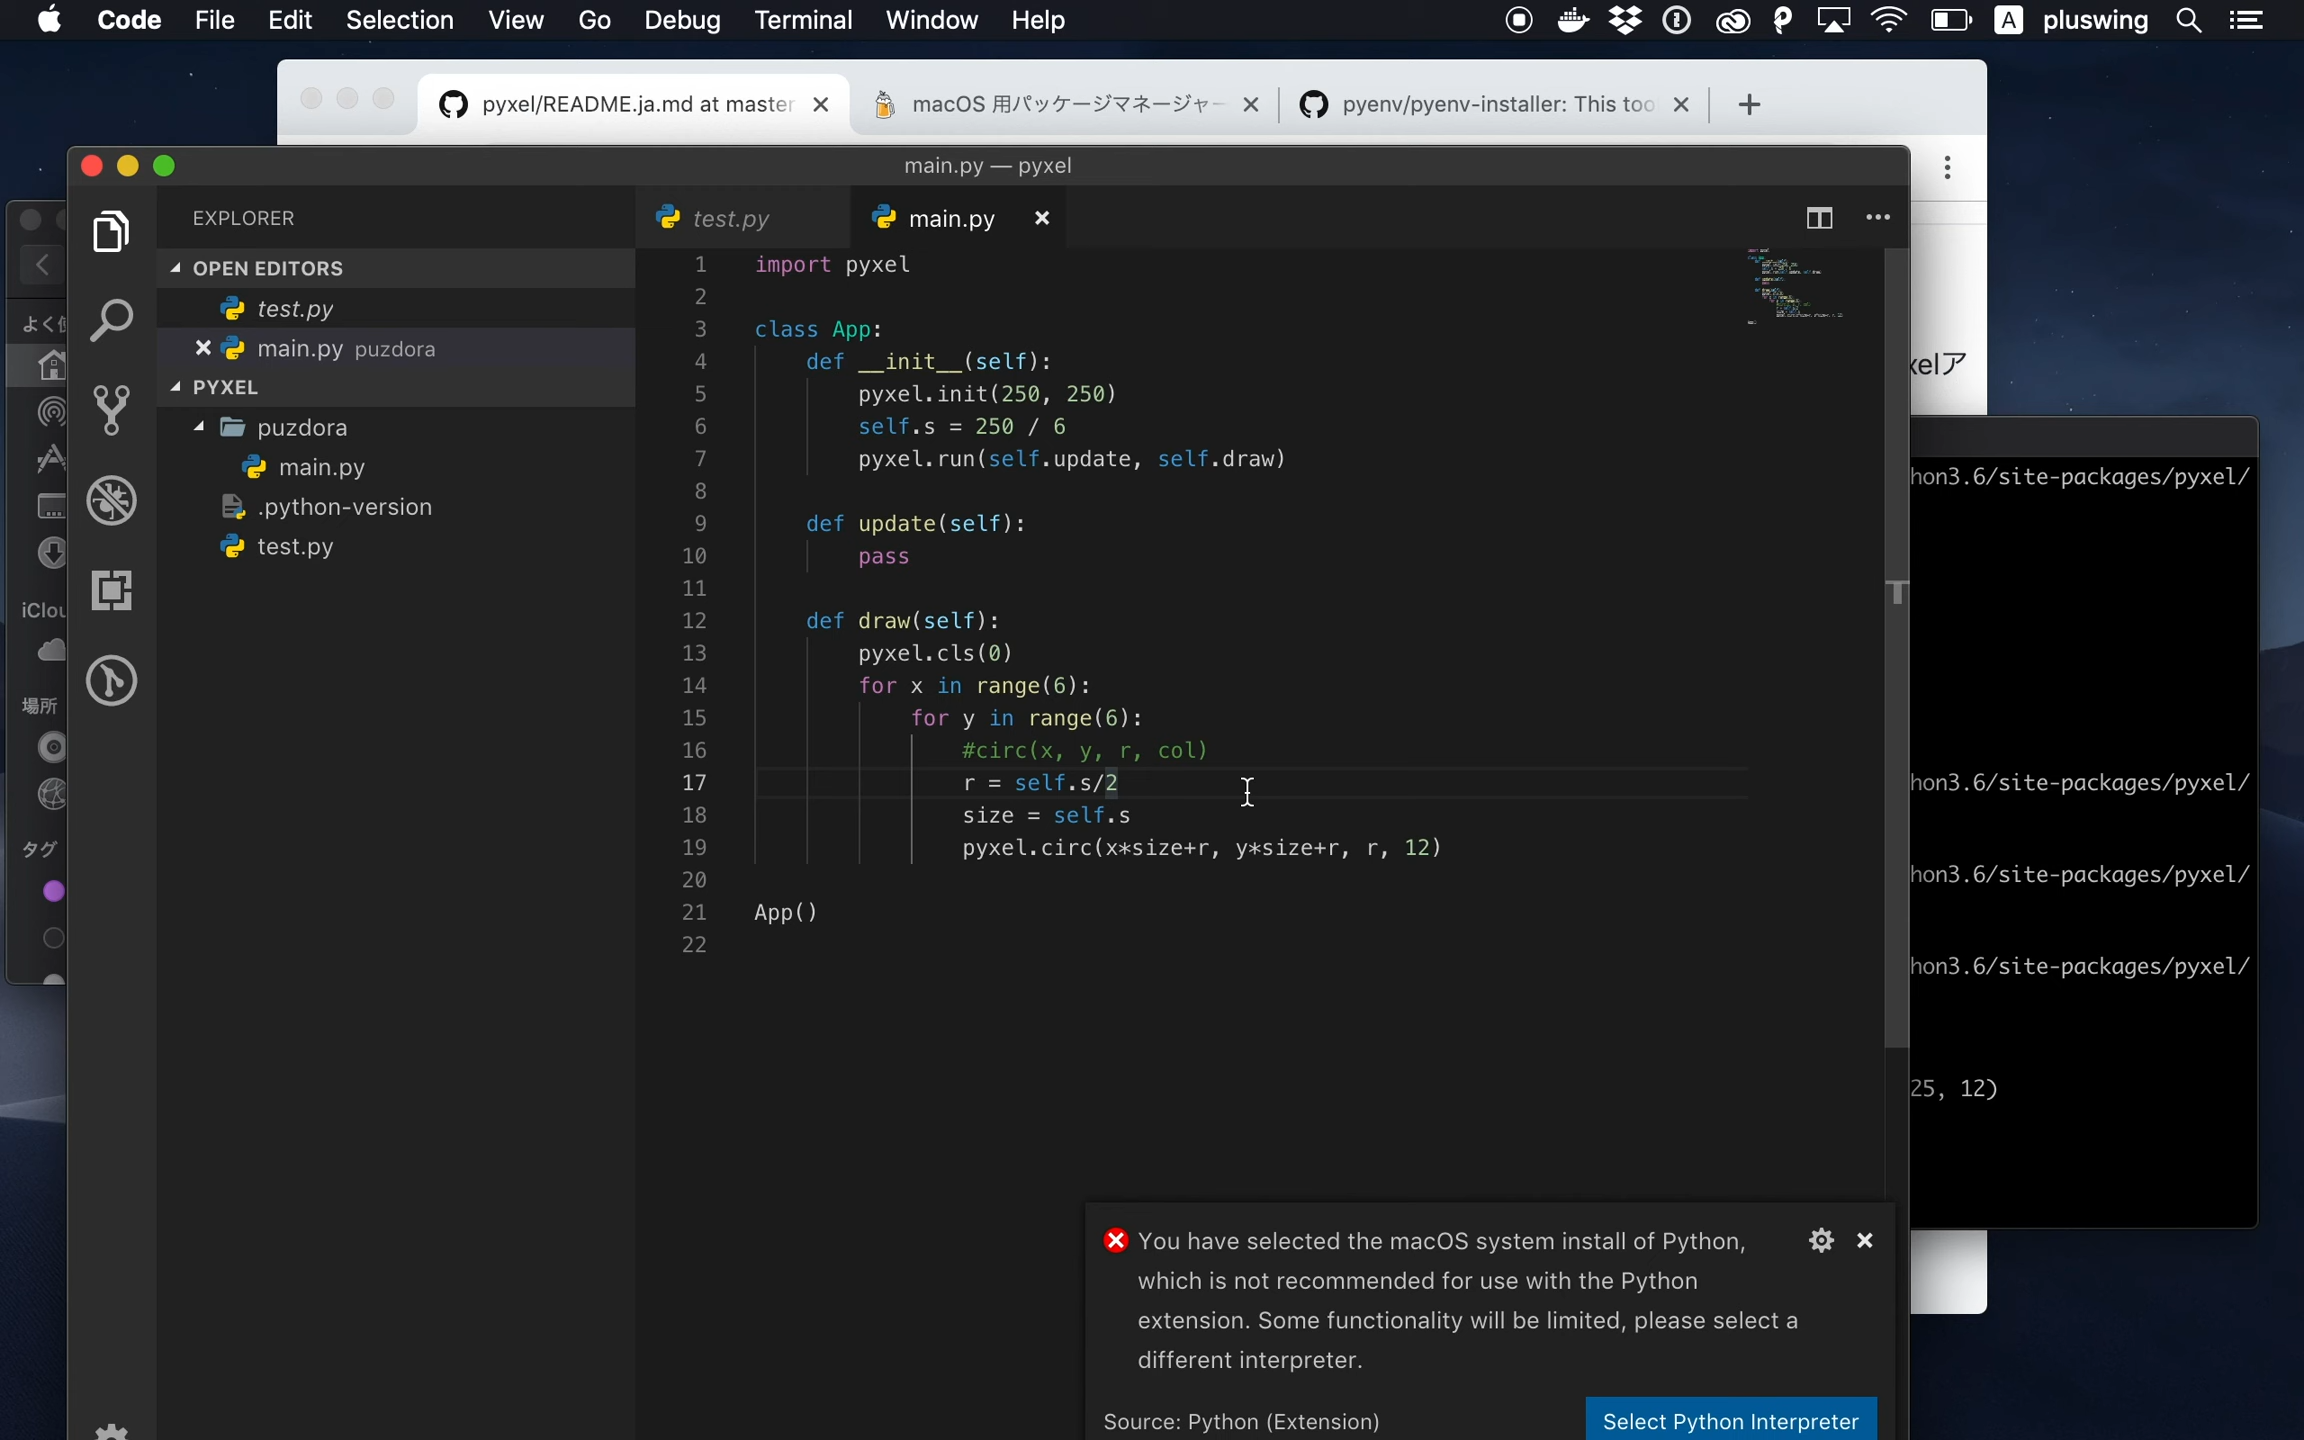 Code File Edit Selection View Go Debug Terminal Window Help pluswing
pyxel/README.ja.md at master
macOS 用パッケージマネージャー
pyenv/pyenv-installer: This too
main.py — pyxel
EXPLORER
OPEN EDITORS
test.py
main.py puzdora
PYXEL
puzdora
main.py
.python-version
test.py
test.py
main.py
1 import pyxel
2
3 class App:
4 def __init__(self):
5 pyxel.init(250, 250)
6 self.s = 250 / 6
7 pyxel.run(self.update, self.draw)
8
9 def update(self):
10 pass
11
12 def draw(self):
13 pyxel.cls(0)
14 for x in range(6):
15 for y in range(6):
16 #circ(x, y, r, col)
17 r = self.s/2
18 size = self.s
19 pyxel.circ(x*size+r, y*size+r, r, 12)
20
21 App()
22
You have selected the macOS system install of Python,
which is not recommended for use with the Python
extension. Some functionality will be limited, please select a
different interpreter.
Source: Python (Extension)
Select Python Interpreter
よく
iClou
場所
タグ
xelア
hon3.6/site-packages/pyxel/
hon3.6/site-packages/pyxel/
hon3.6/site-packages/pyxel/
hon3.6/site-packages/pyxel/
25, 12)